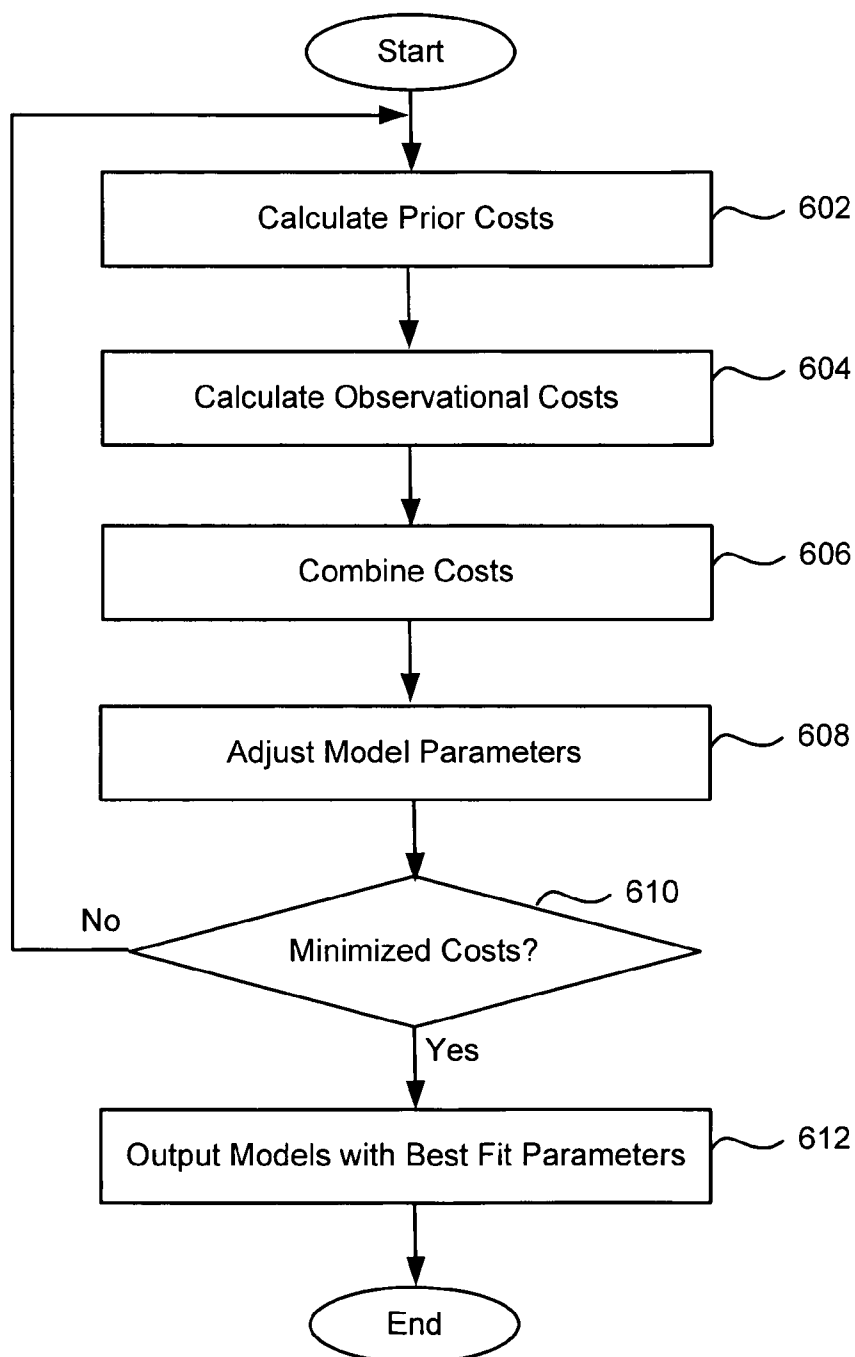 Start
Calculate Prior Costs
602
Calculate Observational Costs
604
Combine Costs
606
Adjust Model Parameters
608
610
No
Minimized Costs?
Yes
Output Models with Best Fit Parameters
612
End